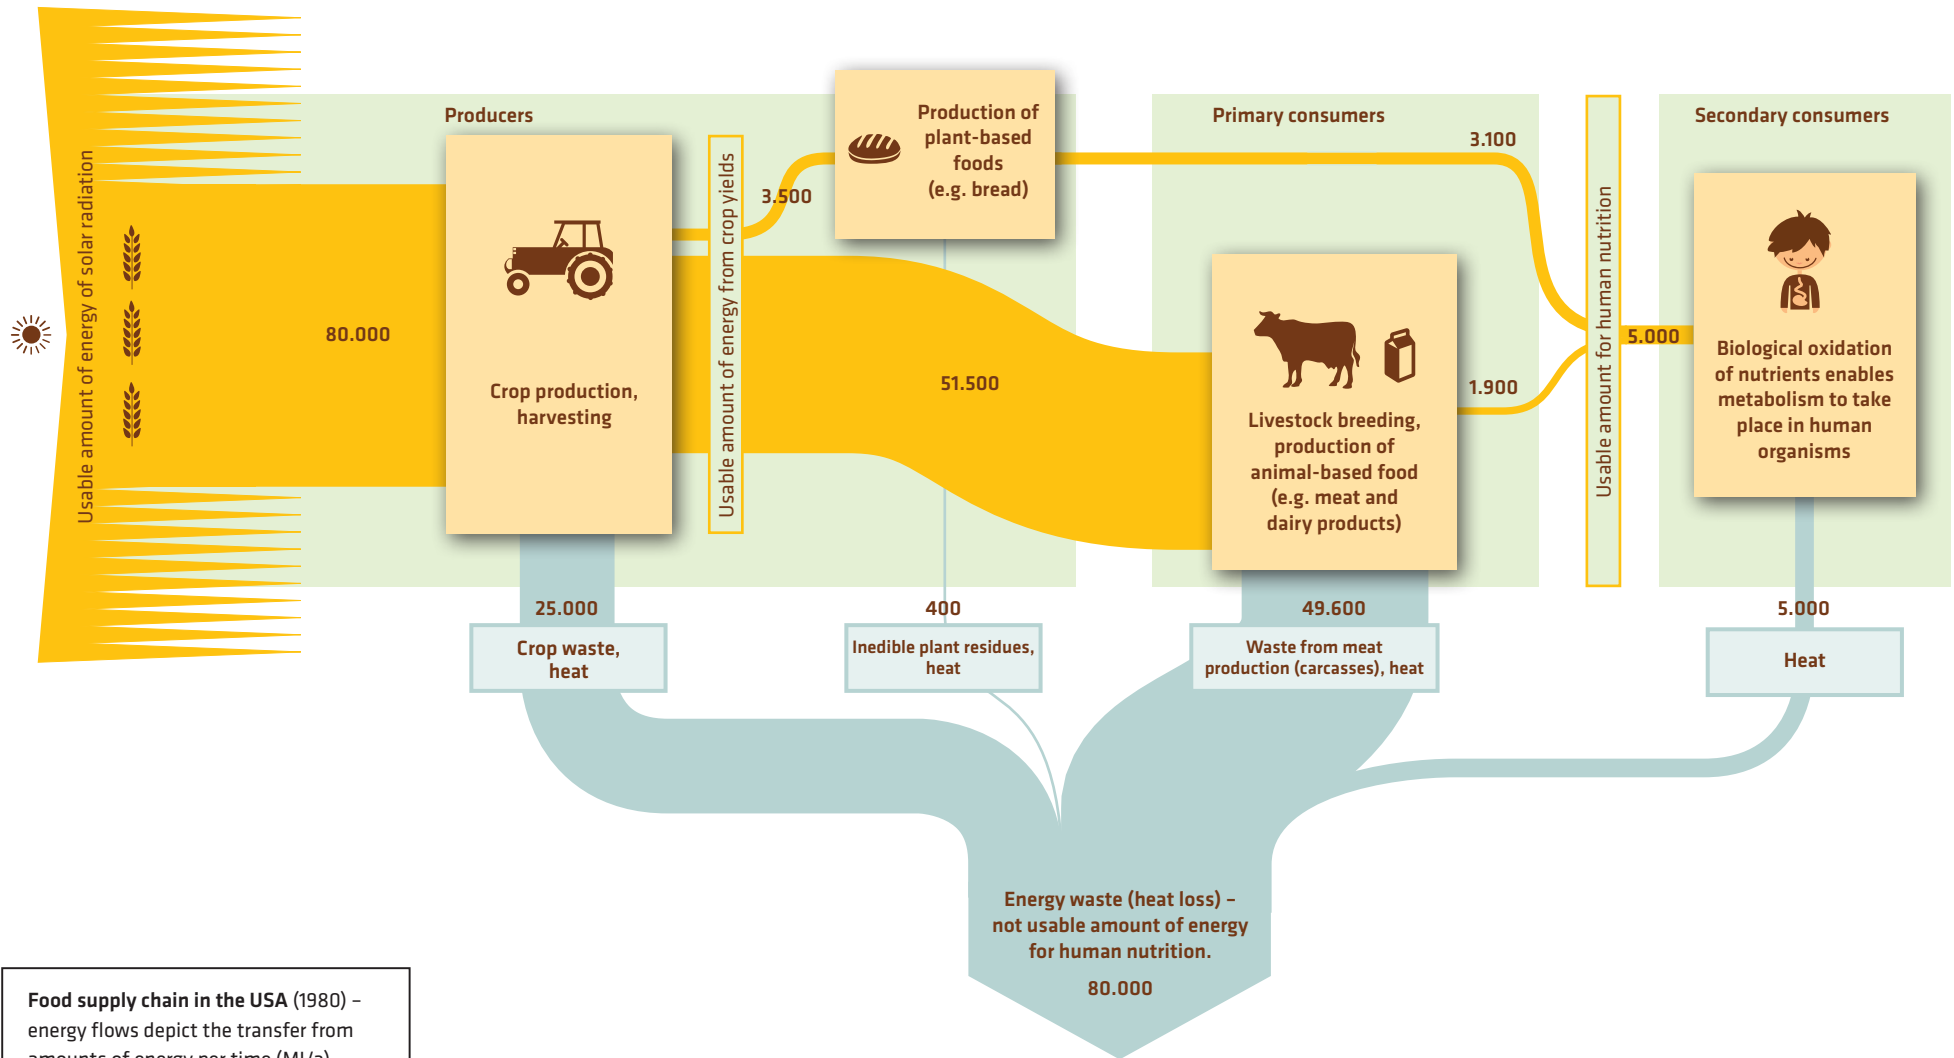 Usable amount of energy of solar radiation
80.000
Producers
Crop production,
harvesting
Usable amount of energy from crop yields
3.500
Production of
plant-based
foods
(e.g. bread)
51.500
Primary consumers
3.100
Livestock breeding,
production of
animal-based food
(e.g. meat and
dairy products)
1.900
Usable amount for human nutrition
5.000
Secondary consumers
Biological oxidation
of nutrients enables
metabolism to take
place in human
organisms
25.000
Crop waste,
heat
400
Inedible plant residues,
heat
49.600
Waste from meat
production (carcasses), heat
5.000
Heat
Energy waste (heat loss) –
not usable amount of energy
for human nutrition.
80.000
Food supply chain in the USA (1980) –
energy flows depict the transfer from
amounts of energy per time (MJ/a)